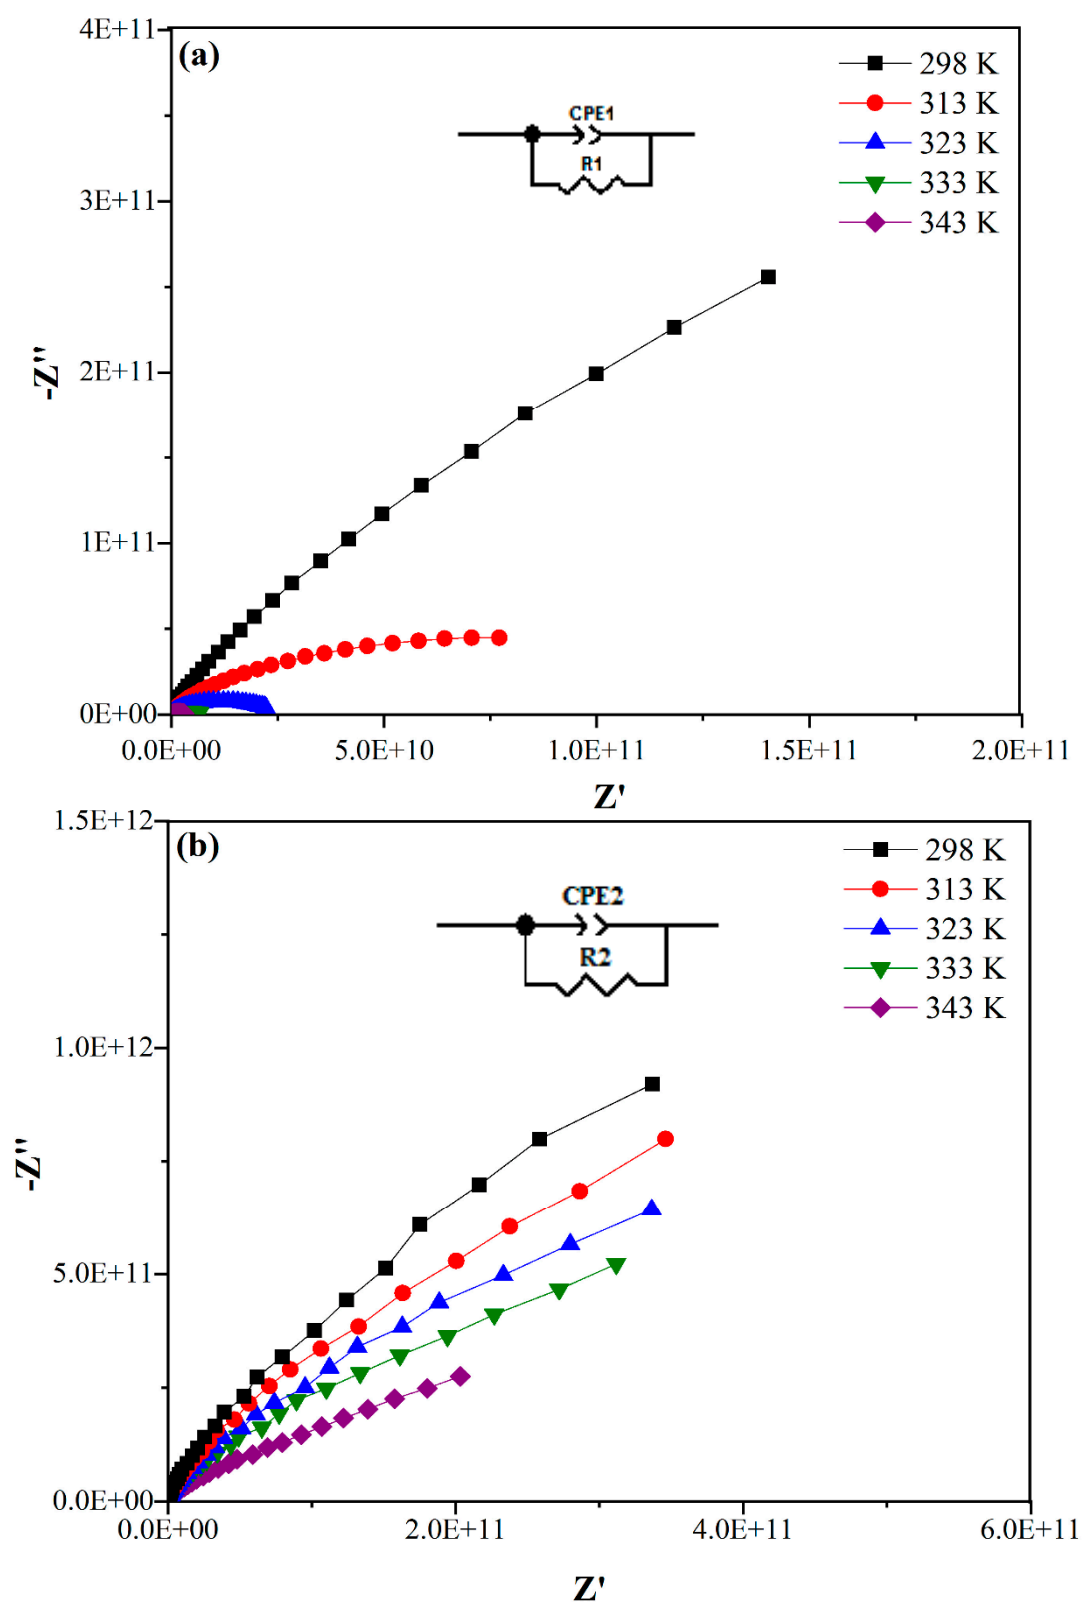 (a)
4E+11
3E+11
2E+11
1E+11
0E+00
-Z''
298 K
313 K
323 K
333 K
343 K
CPE1
R1
0.0E+00 5.0E+10 1.0E+11 1.5E+11 2.0E+11
Z'
(b)
1.5E+12
1.0E+12
5.0E+11
0.0E+00
-Z''
298 K
313 K
323 K
333 K
343 K
CPE2
R2
0.0E+00 2.0E+11 4.0E+11 6.0E+11
Z'